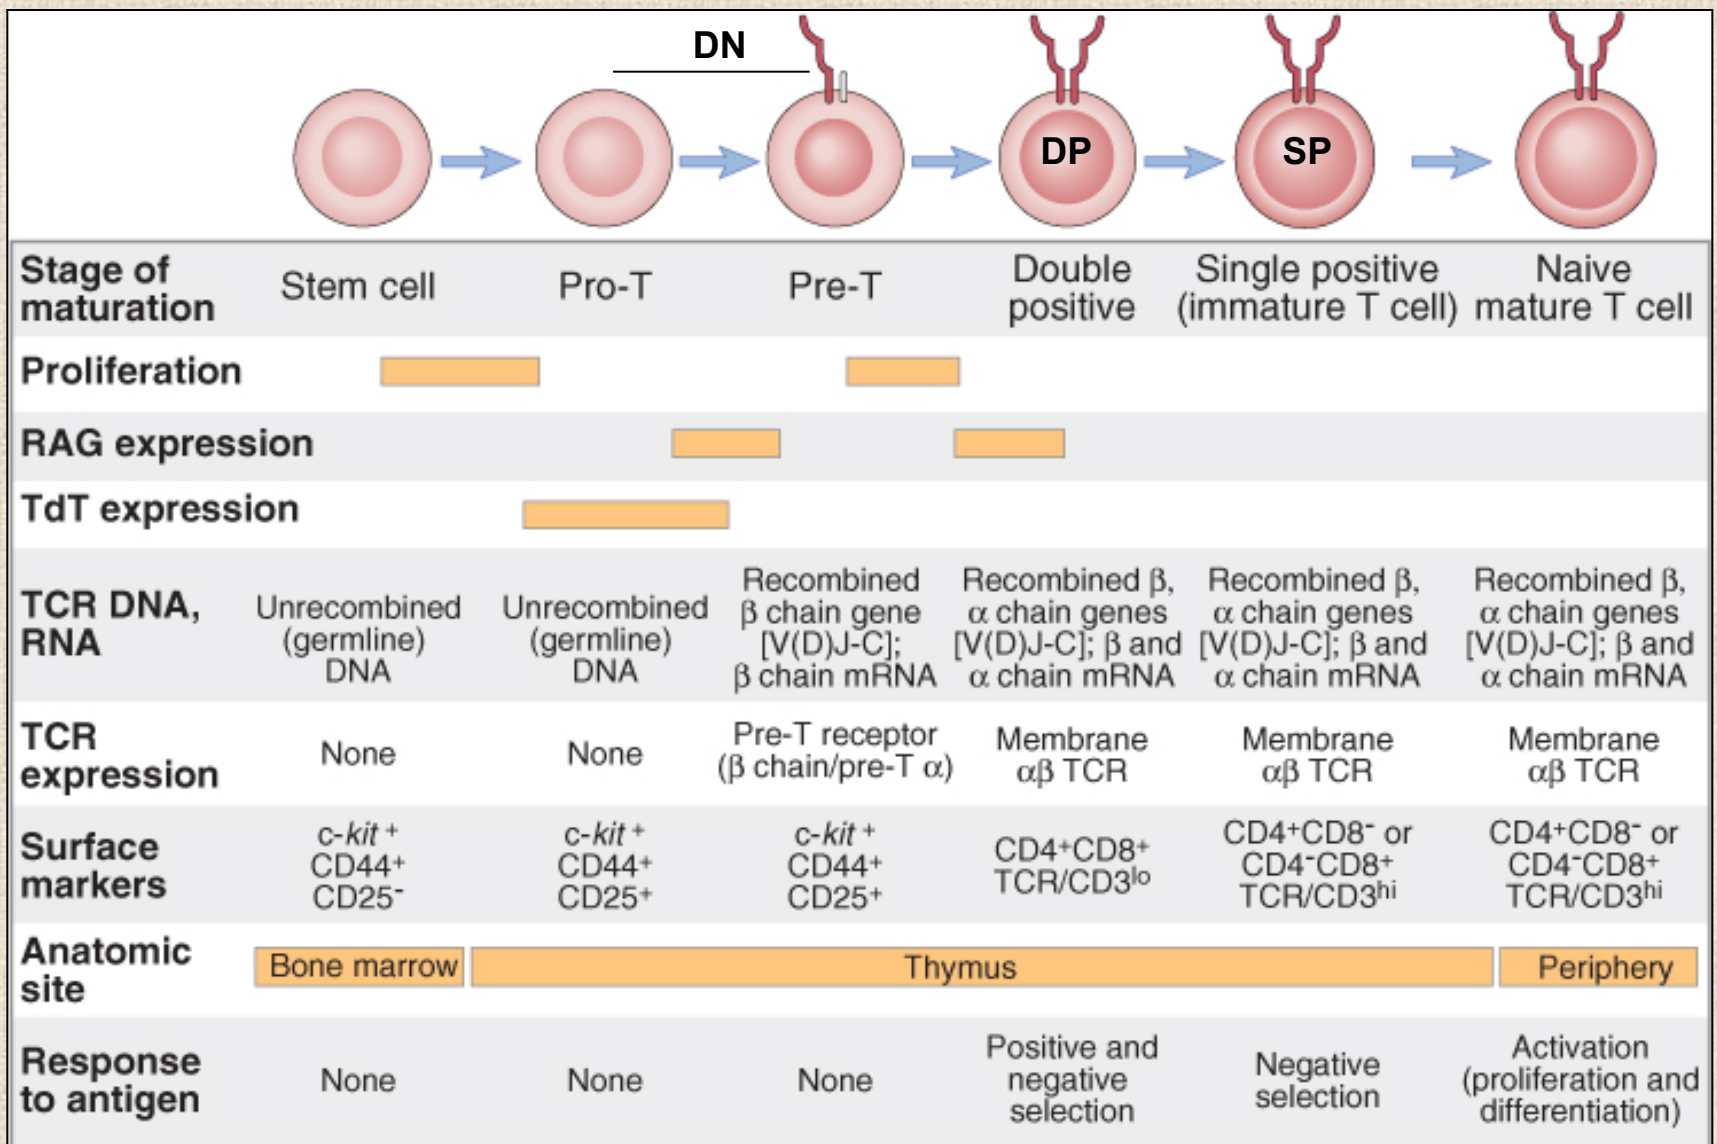 DN
DP
SP
Stage of
maturation
Stem cell
Pro-T
Pre-T
Double
positive
Single positive
(immature T cell)
Naive
mature T cell
Proliferation
RAG expression
TdT expression
TCR DNA,
RNA
Unrecombined
(germline)
DNA
Unrecombined
(germline)
DNA
Recombined
β chain gene
[V(D)J-C];
β chain mRNA
Recombined β,
α chain genes
[V(D)J-C]; β and
α chain mRNA
Recombined β,
α chain genes
[V(D)J-C]; β and
α chain mRNA
Recombined β,
α chain genes
[V(D)J-C]; β and
α chain mRNA
TCR
expression
None
None
Pre-T receptor
(β chain/pre-T α)
Membrane
αβ TCR
Membrane
αβ TCR
Membrane
αβ TCR
Surface
markers
c-kit⁺
CD44⁺
CD25⁻
c-kit⁺
CD44⁺
CD25⁺
c-kit⁺
CD44⁺
CD25⁺
CD4⁺CD8⁺
TCR/CD3ˡᵒ
CD4⁺CD8⁻ or
CD4⁻CD8⁺
TCR/CD3ʰⁱ
CD4⁺CD8⁻ or
CD4⁻CD8⁺
TCR/CD3ʰⁱ
Anatomic
site
Bone marrow
Thymus
Periphery
Response
to antigen
None
None
None
Positive and
negative
selection
Negative
selection
Activation
(proliferation and
differentiation)